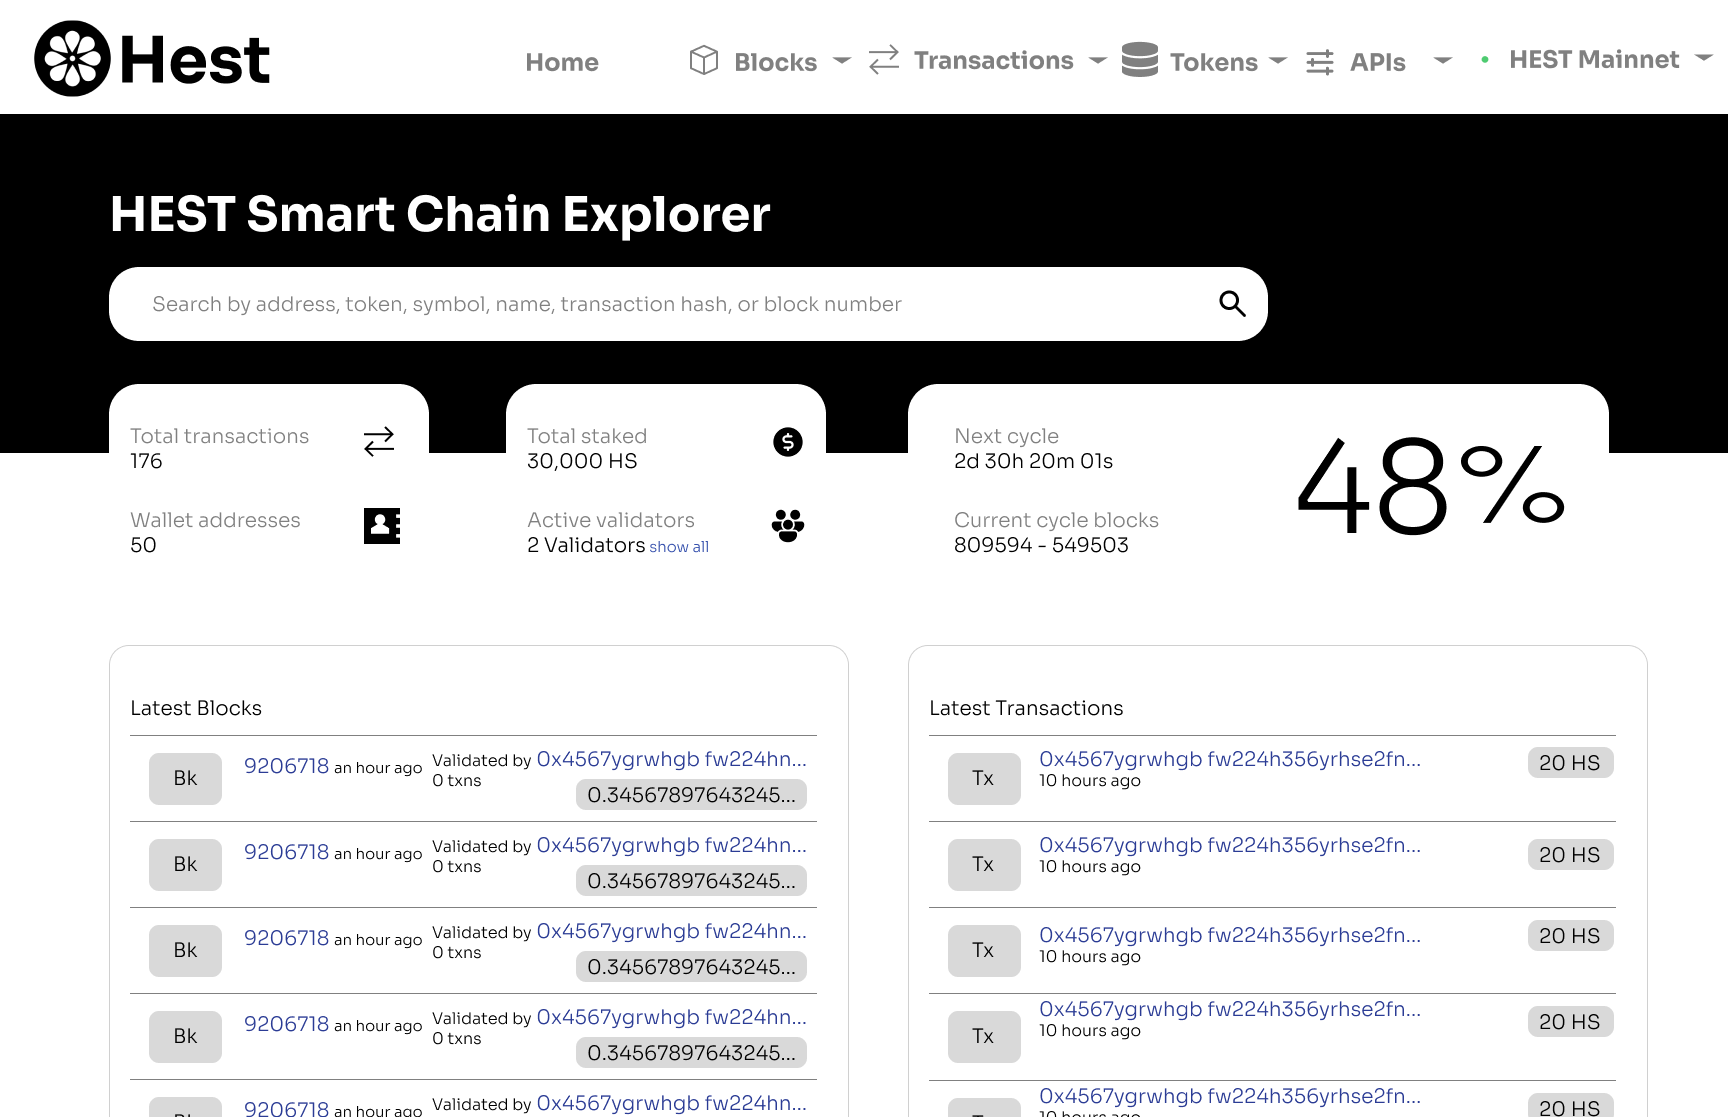 Hest
Home Blocks Transactions Tokens APIs HEST Mainnet
HEST Smart Chain Explorer
Search by address, token, symbol, name, transaction hash, or block number
Total transactions
176
Wallet addresses
50
Total staked
30,000 HS
Active validators
2 Validators show all
Next cycle
2d 30h 20m 01s
Current cycle blocks
809594 - 549503
48%
Latest Blocks
Bk 9206718 an hour ago Validated by 0x4567ygrwhgb fw224hn...
0 txns
0.34567897643245...
Bk 9206718 an hour ago Validated by 0x4567ygrwhgb fw224hn...
0 txns
0.34567897643245...
Bk 9206718 an hour ago Validated by 0x4567ygrwhgb fw224hn...
0 txns
0.34567897643245...
Bk 9206718 an hour ago Validated by 0x4567ygrwhgb fw224hn...
0 txns
0.34567897643245...
9206718 an hour ago Validated by 0x4567ygrwhgb fw224hn...
Latest Transactions
Tx 0x4567ygrwhgb fw224h356yrhse2fn... 20 HS
10 hours ago
Tx 0x4567ygrwhgb fw224h356yrhse2fn... 20 HS
10 hours ago
Tx 0x4567ygrwhgb fw224h356yrhse2fn... 20 HS
10 hours ago
Tx 0x4567ygrwhgb fw224h356yrhse2fn... 20 HS
10 hours ago
0x4567ygrwhgb fw224h356yrhse2fn... 20 HS
10 hours ago